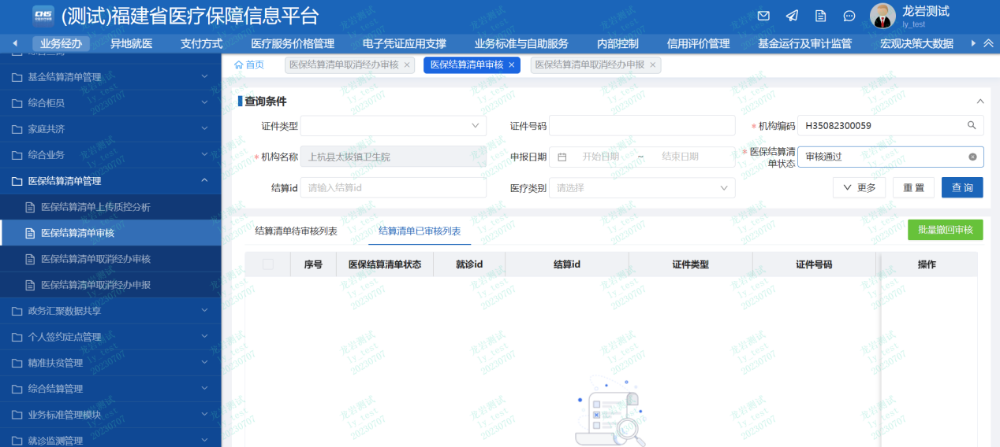 CHS
(测试)福建省医疗保障信息平台
龙岩测试
ly_test
业务经办
异地就医
支付方式
医疗服务价格管理
电子凭证应用支撑
业务标准与自助服务
内部控制
信用评价管理
基金运行及审计监管
宏观决策大数据
基金结算清单管理
综合柜员
家庭共济
综合业务
医保结算清单管理
医保结算清单上传质控分析
医保结算清单审核
医保结算清单取消经办审核
医保结算清单取消经办申报
政务汇聚数据共享
个人签约定点管理
精准扶贫管理
综合结算管理
业务标准管理模块
就诊监测管理
首页
医保结算清单取消经办审核 ×
医保结算清单审核 ×
医保结算清单取消经办申报 ×
查询条件
证件类型
证件号码
* 机构编码 H35082300059
* 机构名称 上杭县太拔镇卫生院
申报日期 开始日期 ~ 结束日期
* 医保结算清单状态 审核通过
结算id 请输入结算id
医疗类别 请选择
更多
重 置
查 询
结算清单待审核列表
结算清单已审核列表
批量撤回审核
序号
医保结算清单状态
就诊id
结算id
证件类型
证件号码
操作
龙岩测试
ly_test
20230707